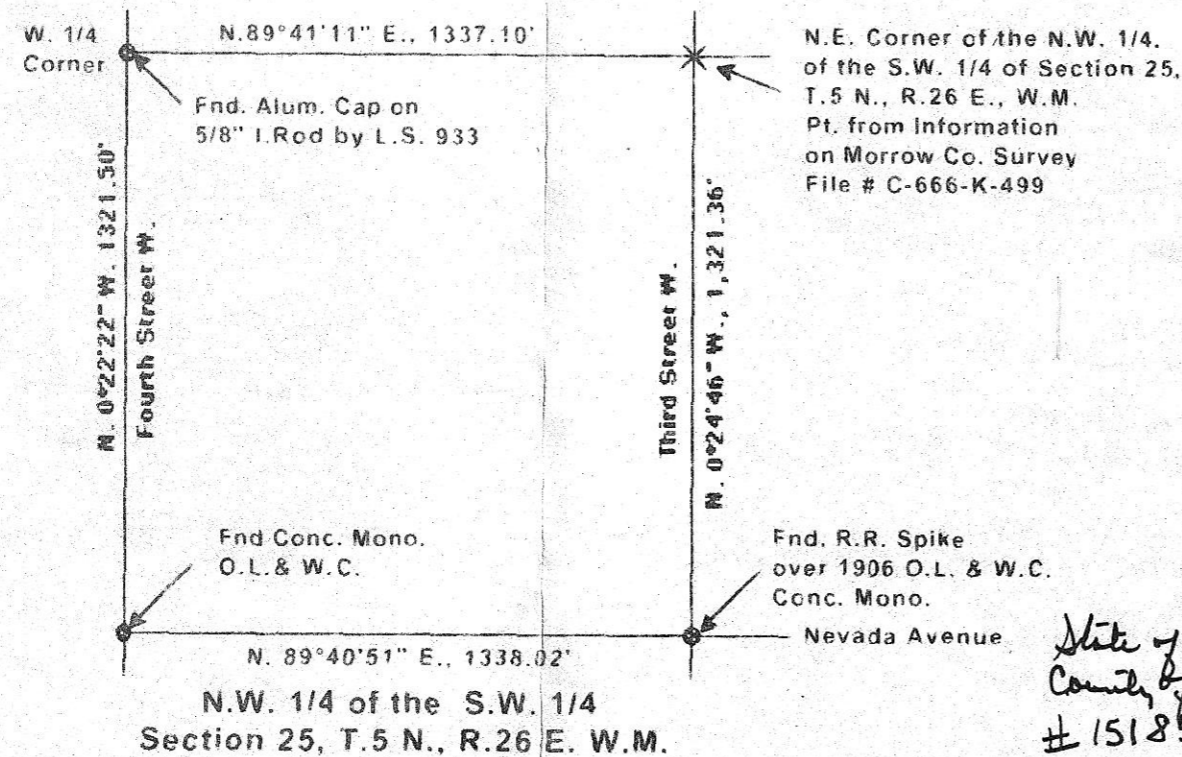 W. 1/4
Corner
N.89°41'11" E., 1337.10'
N.E. Corner of the N.W. 1/4.
of the S.W. 1/4 of Section 25,
T.5 N., R.26 E., W.M.
Pt. from Information
on Morrow Co. Survey
File # C-666-K-499
Fnd. Alum. Cap on
5/8" I.Rod by L.S. 933
N. 0°22'22" W. 1321.50'
Fourth Streer W.
Third Street W.
N. 0°24'46" W., 1,321.36'
Fnd Conc. Mono.
O.L.& W.C.
Fnd. R.R. Spike
over 1906 O.L. & W.C.
Conc. Mono.
Nevada Avenue
N. 89°40'51" E., 1338.02'
N.W. 1/4 of the S.W. 1/4
Section 25, T.5 N., R.26 E. W.M.
State of
County of
# 1518